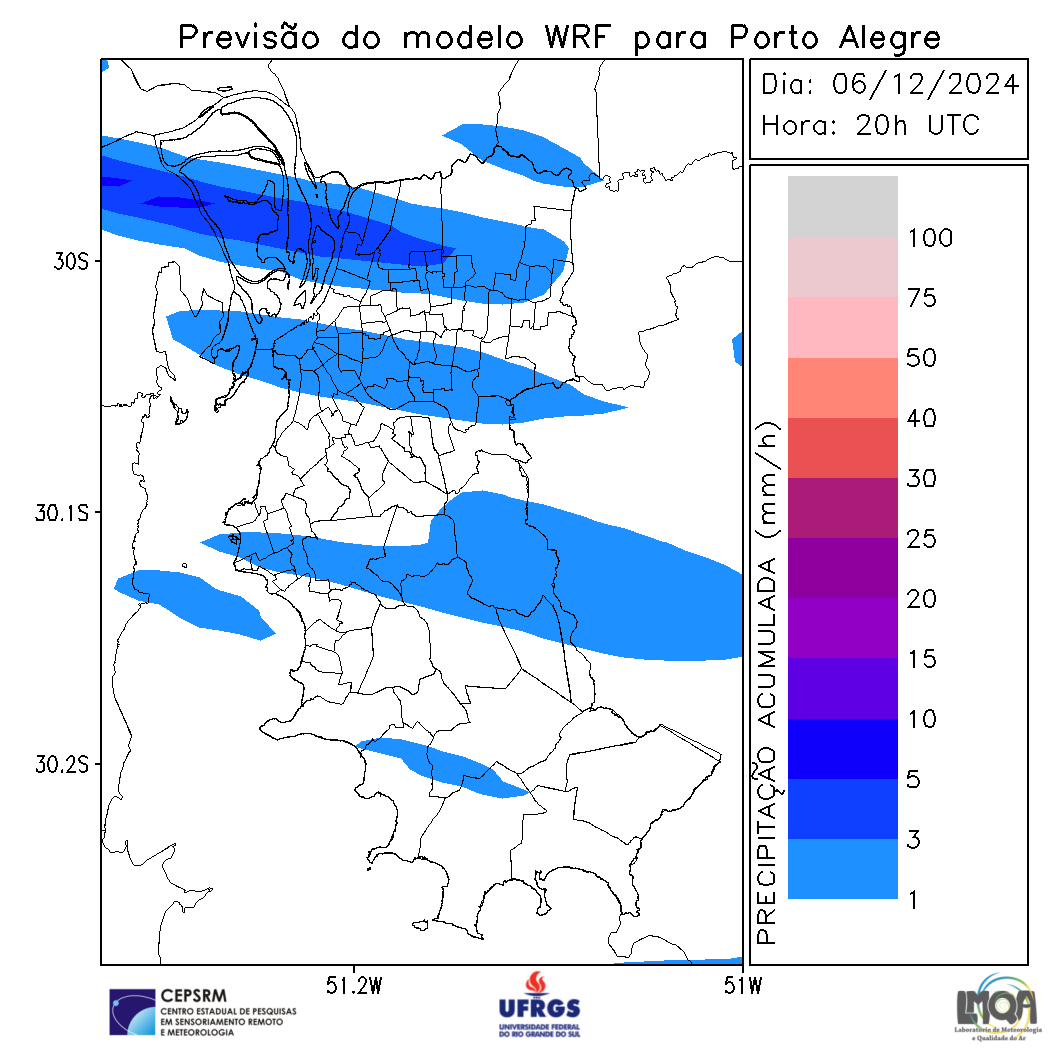 Previsão do modelo WRF para Porto Alegre
Dia: 06/12/2024
Hora: 20h UTC
30S
30.1S
30.2S
51.2W
51W
PRECIPITAÇÃO ACUMULADA (mm/h)
100
75
50
40
30
25
20
15
10
5
3
1
CEPSRM
CENTRO ESTADUAL DE PESQUISAS
EM SENSORIAMENTO REMOTO
E METEOROLOGIA
UFRGS
UNIVERSIDADE FEDERAL
DO RIO GRANDE DO SUL
LMQA
Laboratório de Meteorologia
e Qualidade do Ar